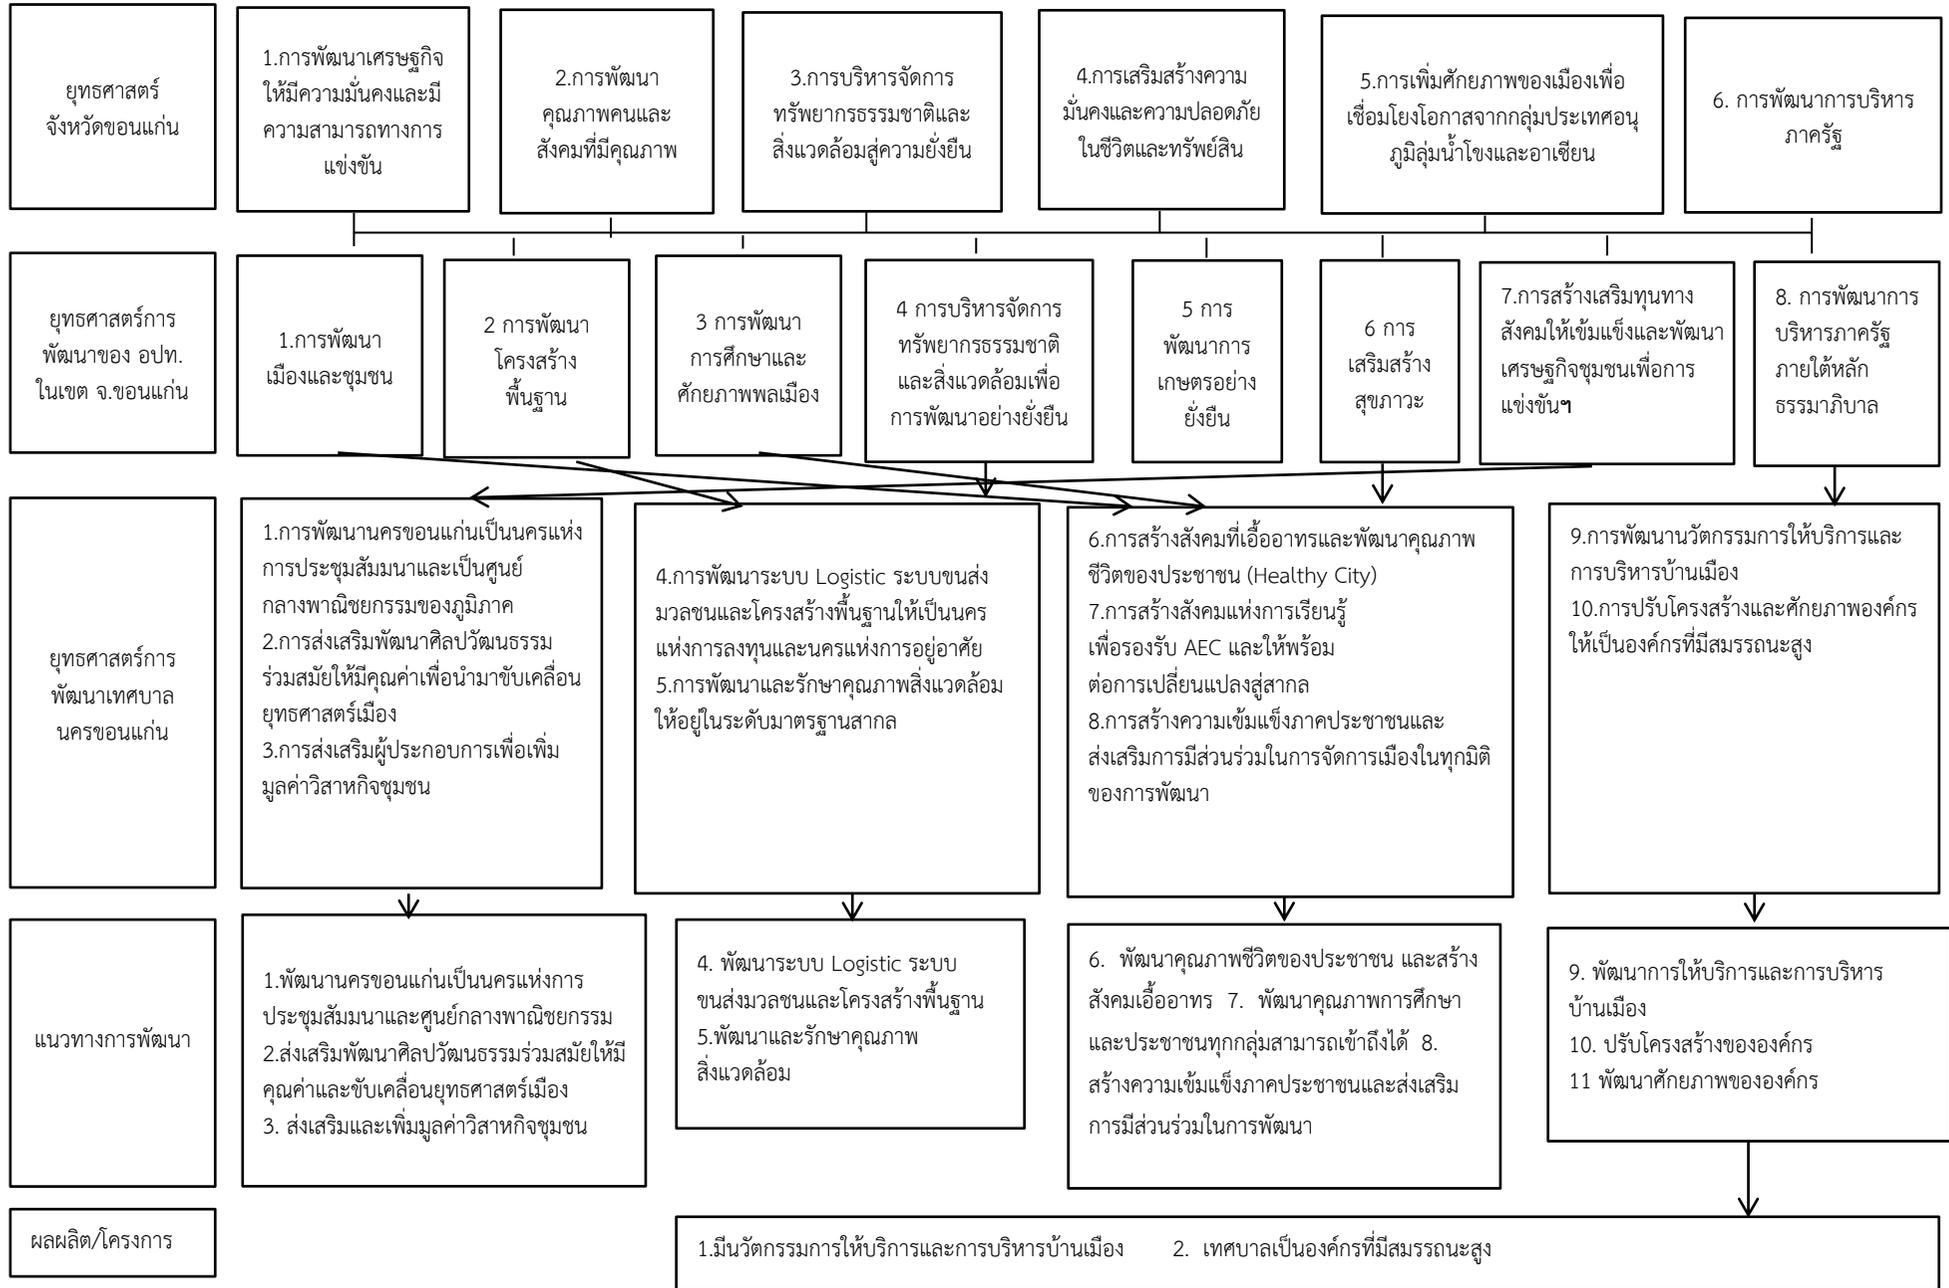 ยุทธศาสตร์
จังหวัดขอนแก่น
1.การพัฒนาเศรษฐกิจ
ให้มีความมั่นคงและมี
ความสามารถทางการ
แข่งขัน
2.การพัฒนา
คุณภาพคนและ
สังคมที่มีคุณภาพ
3.การบริหารจัดการ
ทรัพยากรธรรมชาติและ
สิ่งแวดล้อมสู่ความยั่งยืน
4.การเสริมสร้างความ
มั่นคงและความปลอดภัย
ในชีวิตและทรัพย์สิน
5.การเพิ่มศักยภาพของเมืองเพื่อ
เชื่อมโยงโอกาสจากกลุ่มประเทศอนุ
ภูมิลุ่มน้ำโขงและอาเซียน
6. การพัฒนาการบริหาร
ภาครัฐ
ยุทธศาสตร์การ
พัฒนาของ อปท.
ในเขต จ.ขอนแก่น
1.การพัฒนา
เมืองและชุมชน
2 การพัฒนา
โครงสร้าง
พื้นฐาน
3 การพัฒนา
การศึกษาและ
ศักยภาพพลเมือง
4 การบริหารจัดการ
ทรัพยากรธรรมชาติ
และสิ่งแวดล้อมเพื่อ
การพัฒนาอย่างยั่งยืน
5 การ
พัฒนาการ
เกษตรอย่าง
ยั่งยืน
6 การ
เสริมสร้าง
สุขภาวะ
7.การสร้างเสริมทุนทาง
สังคมให้เข้มแข็งและพัฒนา
เศรษฐกิจชุมชนเพื่อการ
แข่งขันฯ
8. การพัฒนาการ
บริหารภาครัฐ
ภายใต้หลัก
ธรรมาภิบาล
ยุทธศาสตร์การ
พัฒนาเทศบาล
นครขอนแก่น
1.การพัฒนานครขอนแก่นเป็นนครแห่ง
การประชุมสัมมนาและเป็นศูนย์
กลางพาณิชยกรรมของภูมิภาค
2.การส่งเสริมพัฒนาศิลปวัฒนธรรม
ร่วมสมัยให้มีคุณค่าเพื่อนำมาขับเคลื่อน
ยุทธศาสตร์เมือง
3.การส่งเสริมผู้ประกอบการเพื่อเพิ่ม
มูลค่าวิสาหกิจชุมชน
4.การพัฒนาระบบ Logistic ระบบขนส่ง
มวลชนและโครงสร้างพื้นฐานให้เป็นนคร
แห่งการลงทุนและนครแห่งการอยู่อาศัย
5.การพัฒนาและรักษาคุณภาพสิ่งแวดล้อม
ให้อยู่ในระดับมาตรฐานสากล
6.การสร้างสังคมที่เอื้ออาทรและพัฒนาคุณภาพ
ชีวิตของประชาชน (Healthy City)
7.การสร้างสังคมแห่งการเรียนรู้
เพื่อรองรับ AEC และให้พร้อม
ต่อการเปลี่ยนแปลงสู่สากล
8.การสร้างความเข้มแข็งภาคประชาชนและ
ส่งเสริมการมีส่วนร่วมในการจัดการเมืองในทุกมิติ
ของการพัฒนา
9.การพัฒนานวัตกรรมการให้บริการและ
การบริหารบ้านเมือง
10.การปรับโครงสร้างและศักยภาพองค์กร
ให้เป็นองค์กรที่มีสมรรถนะสูง
แนวทางการพัฒนา
1.พัฒนานครขอนแก่นเป็นนครแห่งการ
ประชุมสัมมนาและศูนย์กลางพาณิชยกรรม
2.ส่งเสริมพัฒนาศิลปวัฒนธรรมร่วมสมัยให้มี
คุณค่าและขับเคลื่อนยุทธศาสตร์เมือง
3. ส่งเสริมและเพิ่มมูลค่าวิสาหกิจชุมชน
4. พัฒนาระบบ Logistic ระบบ
ขนส่งมวลชนและโครงสร้างพื้นฐาน
5.พัฒนาและรักษาคุณภาพ
สิ่งแวดล้อม
6. พัฒนาคุณภาพชีวิตของประชาชน และสร้าง
สังคมเอื้ออาทร 7. พัฒนาคุณภาพการศึกษา
และประชาชนทุกกลุ่มสามารถเข้าถึงได้ 8.
สร้างความเข้มแข็งภาคประชาชนและส่งเสริม
การมีส่วนร่วมในการพัฒนา
9. พัฒนาการให้บริการและการบริหาร
บ้านเมือง
10. ปรับโครงสร้างขององค์กร
11 พัฒนาศักยภาพขององค์กร
ผลผลิต/โครงการ
1.มีนวัตกรรมการให้บริการและการบริหารบ้านเมือง 2. เทศบาลเป็นองค์กรที่มีสมรรถนะสูง